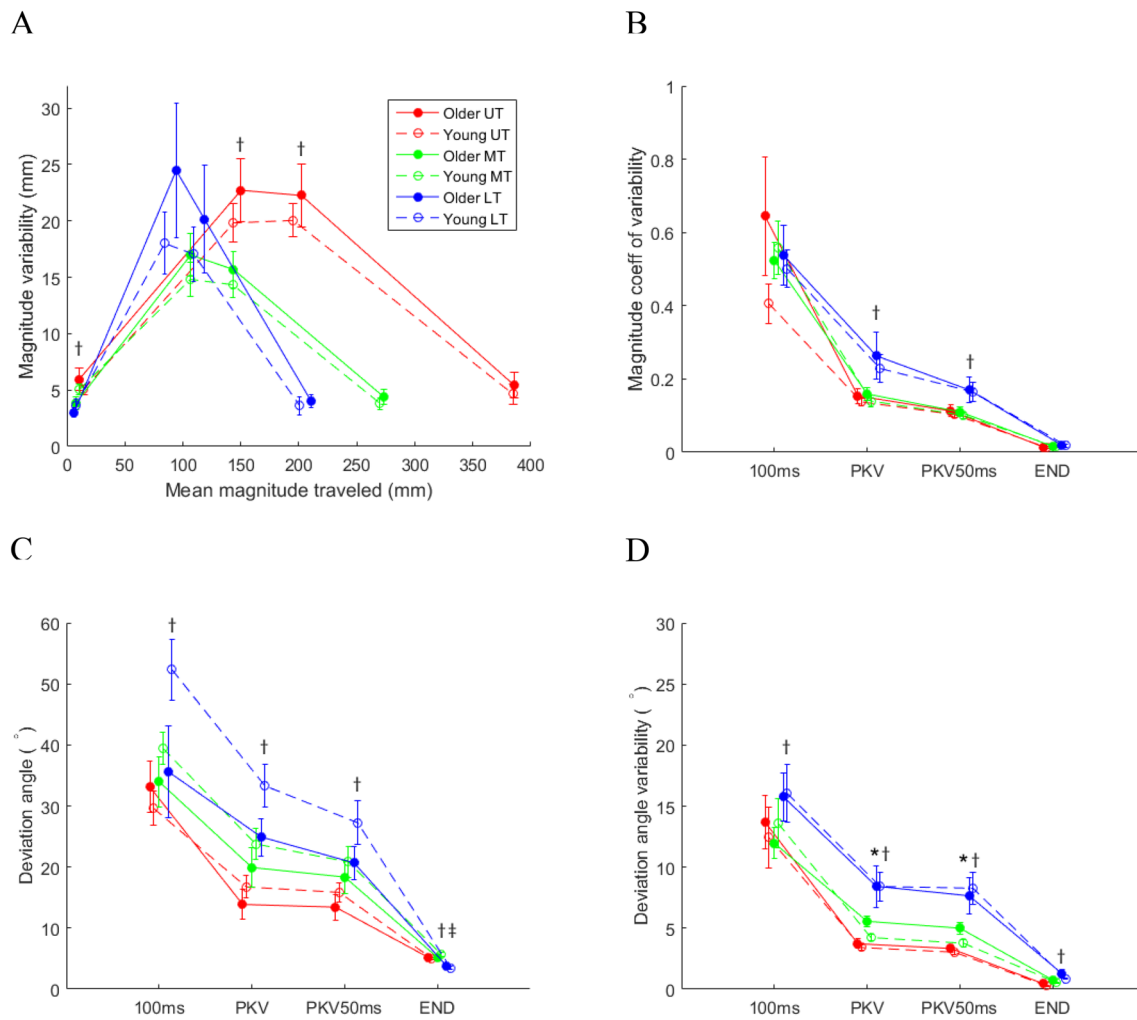 A
B
Magnitude variability (mm)
30
25
20
15
10
5
0
0 50 100 150 200 250 300 350 400
Mean magnitude traveled (mm)
† † †
Older UT
Young UT
Older MT
Young MT
Older LT
Young LT
Magnitude coeff of variability
1
0.8
0.6
0.4
0.2
0
† †
100ms PKV PKV50ms END
C
D
Deviation angle (°)
60
50
40
30
20
10
0
† † † †‡
100ms PKV PKV50ms END
Deviation angle variability (°)
30
25
20
15
10
5
0
† *† *† †
100ms PKV PKV50ms END